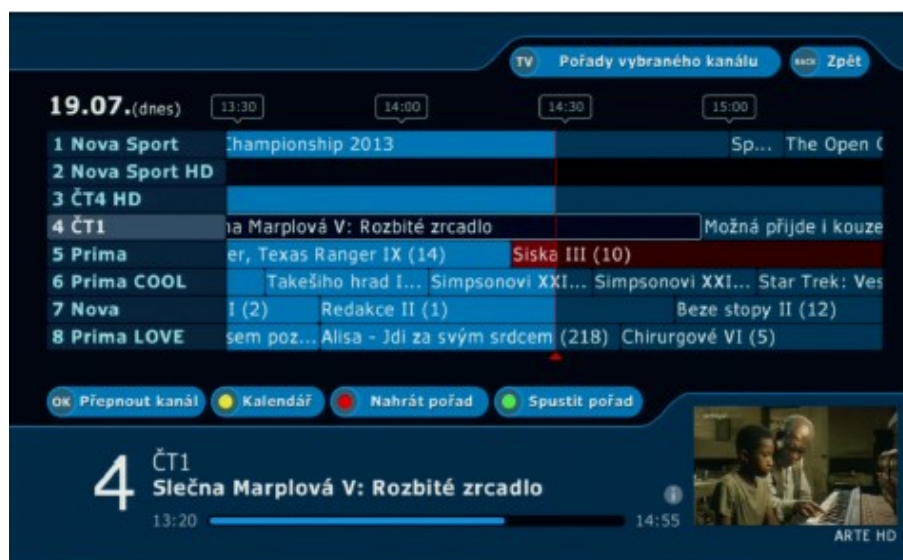 TV Pořady vybraného kanálu BACK Zpět
19.07.(dnes) 13:30 14:00 14:30 15:00
1 Nova Sport Championship 2013 Sp... The Open C
2 Nova Sport HD
3 ČT4 HD
4 ČT1 na Marplová V: Rozbité zrcadlo Možná přijde i kouze
5 Prima er, Texas Ranger IX (14) Siska III (10)
6 Prima COOL Takešiho hrad I... Simpsonovi XXI... Simpsonovi XXI... Star Trek: Ves
7 Nova I (2) Redakce II (1) Beze stopy II (12)
8 Prima LOVE sem poz... Alisa - Jdi za svým srdcem (218) Chirurgové VI (5)
OK Přepnout kanál Kalendář Nahrát pořad Spustit pořad
4 ČT1
Slečna Marplová V: Rozbité zrcadlo
13:20 14:55
ARTE HD